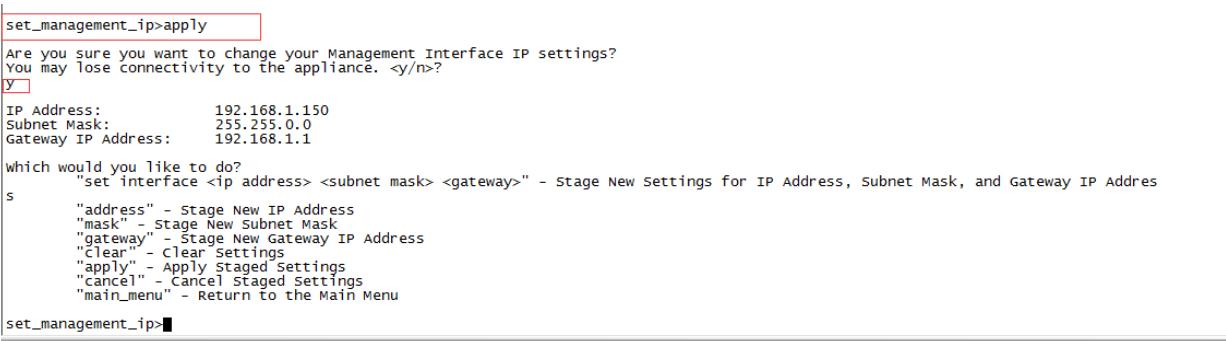 set_management_ip>apply
Are you sure you want to change your Management Interface IP settings?
You may lose connectivity to the appliance. <y/n>?
y
IP Address: 192.168.1.150
Subnet Mask: 255.255.0.0
Gateway IP Address: 192.168.1.1
Which would you like to do?
"set interface <ip address> <subnet mask> <gateway>" - Stage New Settings for IP Address, Subnet Mask, and Gateway IP Addres
s
"address" - Stage New IP Address
"mask" - Stage New Subnet Mask
"gateway" - Stage New Gateway IP Address
"clear" - Clear Settings
"apply" - Apply Staged Settings
"cancel" - Cancel Staged Settings
"main_menu" - Return to the Main Menu
set_management_ip>